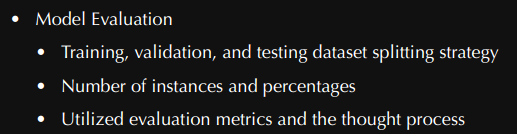 • Model Evaluation
• Training, validation, and testing dataset splitting strategy
• Number of instances and percentages
• Utilized evaluation metrics and the thought process